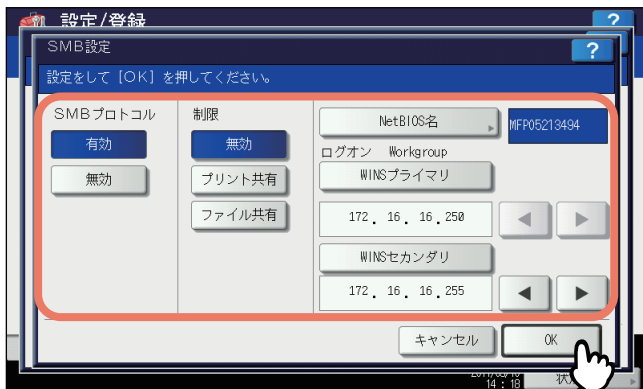 設定/登録
?
SMB設定
?
設定をして［OK］を押してください。
SMBプロトコル
有効
無効
制限
無効
プリント共有
ファイル共有
NetBIOS名
MFP05213494
ログオン Workgroup
WINSプライマリ
172. 16. 16.250
WINSセカンダリ
172. 16. 16.255
キャンセル
OK
14 : 18